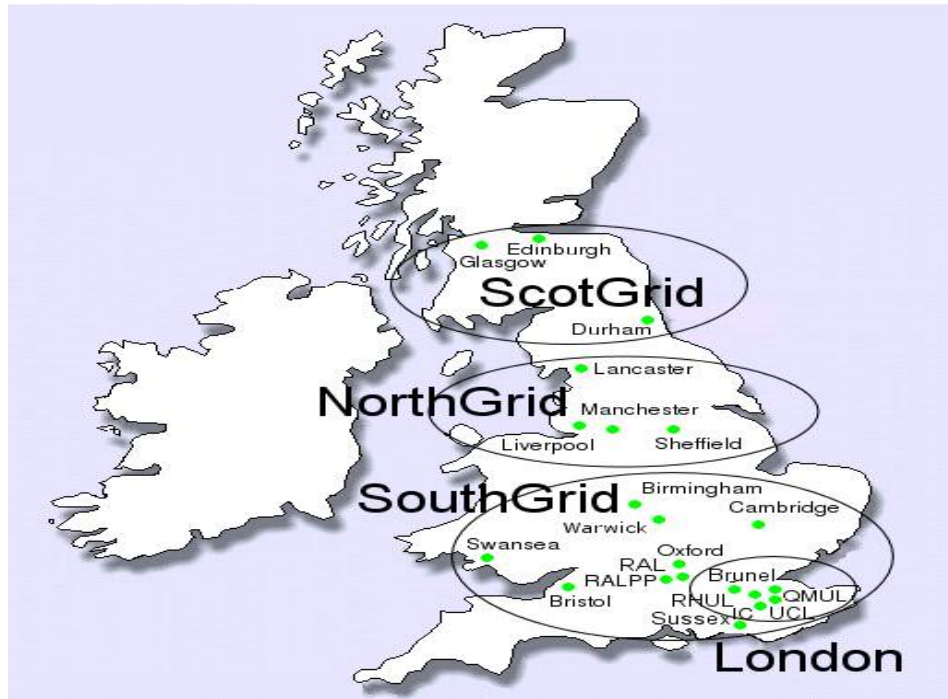 Edinburgh
Glasgow
ScotGrid
Durham
Lancaster
NorthGrid
Manchester
Liverpool
Sheffield
SouthGrid
Birmingham
Cambridge
Warwick
Swansea
Oxford
RAL
RALPP
Brunel
Bristol
RHUL
QMUL
IC
UCL
Sussex
London